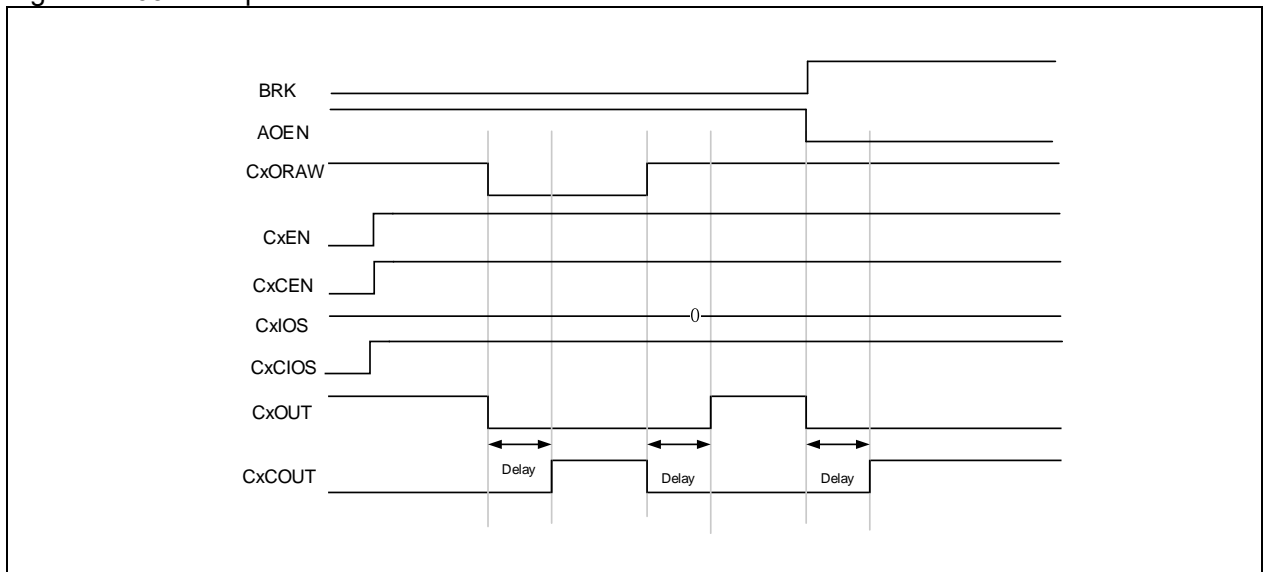 BRK
AOEN
CxORAW
CxEN
CxCEN
CxIOS
0
CxCIOS
CxOUT
Delay
Delay
Delay
CxCOUT